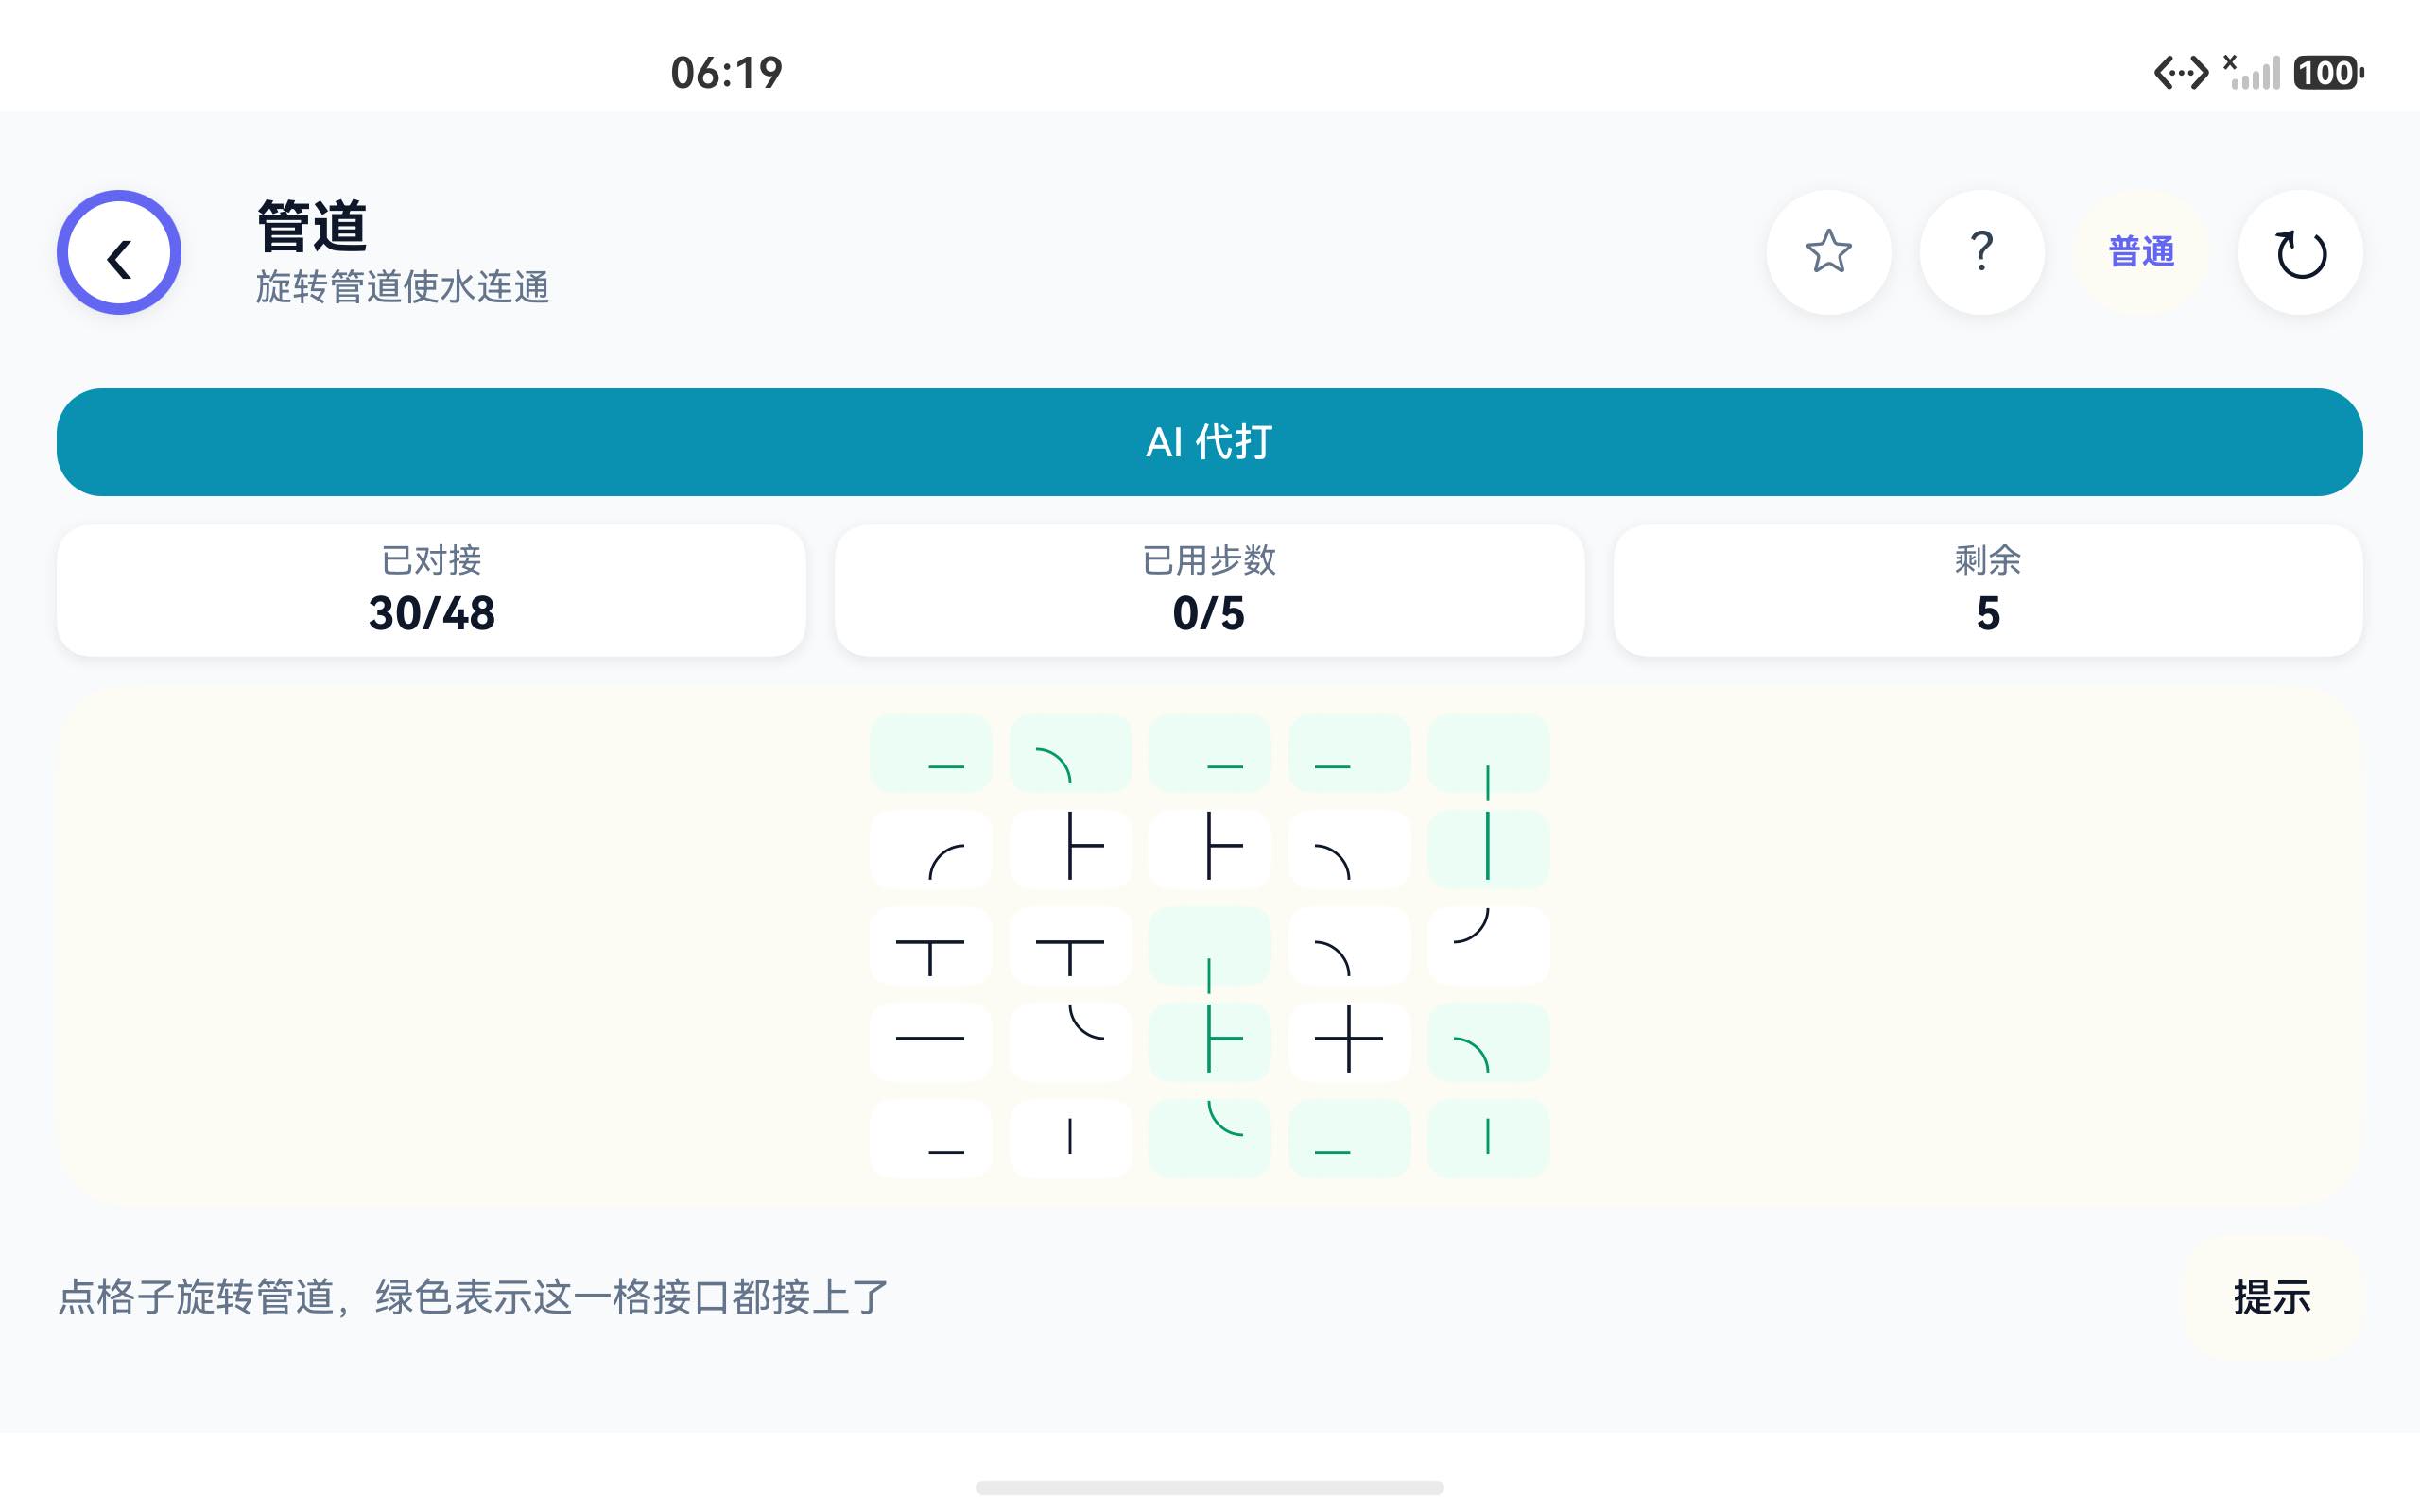 06:19
100
管道
旋转管道使水连通
?
普通
AI 代打
已对接
30/48
已用步数
0/5
剩余
5
点格子旋转管道，绿色表示这一格接口都接上了
提示